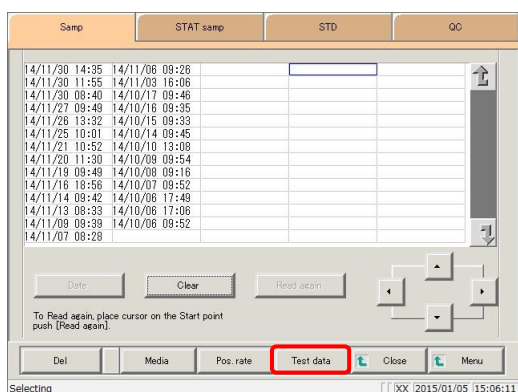 Samp STAT samp STD QC
14/11/30 14:35 14/11/06 09:26
14/11/30 11:55 14/11/03 16:06
14/11/30 08:40 14/10/17 09:46
14/11/27 09:49 14/10/16 09:35
14/11/26 13:32 14/10/15 09:33
14/11/25 10:01 14/10/14 09:45
14/11/21 10:52 14/10/10 13:08
14/11/20 11:30 14/10/09 09:54
14/11/19 09:49 14/10/08 09:16
14/11/16 18:56 14/10/07 09:52
14/11/14 09:42 14/10/06 17:49
14/11/13 08:33 14/10/06 17:06
14/11/09 09:39 14/10/06 09:52
14/11/07 08:28
Date Clear Read again
To Read again, place cursor on the Start point
push [Read again].
Del Media Pos. rate Test data Close Menu
Selecting XX 2015/01/05 15:06:11